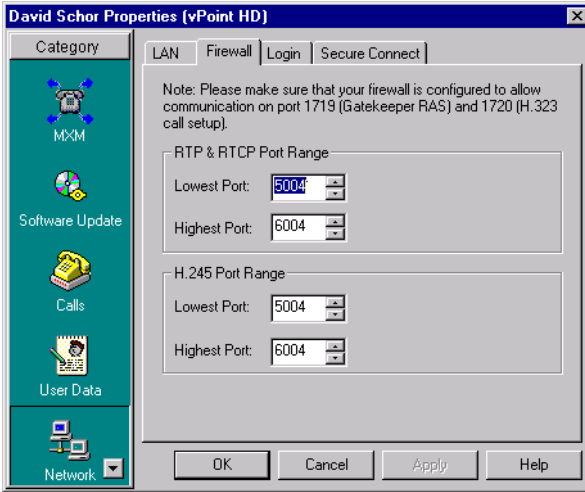 David Schor Properties (vPoint HD)
Category
MXM
Software Update
Calls
User Data
Network
LAN
Firewall
Login
Secure Connect
Note: Please make sure that your firewall is configured to allow
communication on port 1719 (Gatekeeper RAS) and 1720 (H.323
call setup).
RTP & RTCP Port Range
Lowest Port: 5004
Highest Port: 6004
H.245 Port Range
Lowest Port: 5004
Highest Port: 6004
OK
Cancel
Apply
Help